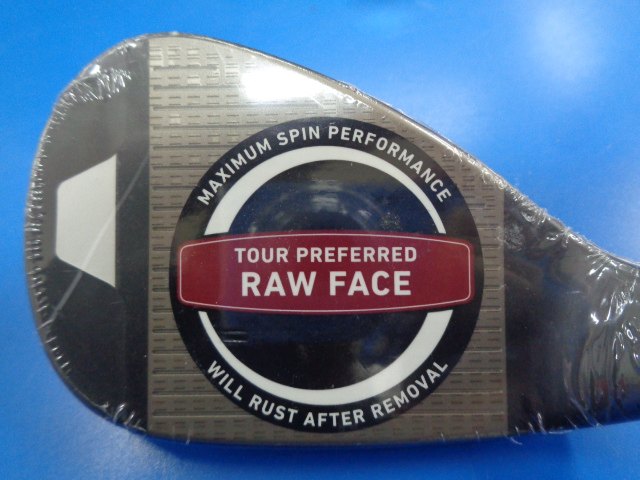 MAXIMUM SPIN PERFORMANCE
TOUR PREFERRED
RAW FACE
WILL RUST AFTER REMOVAL